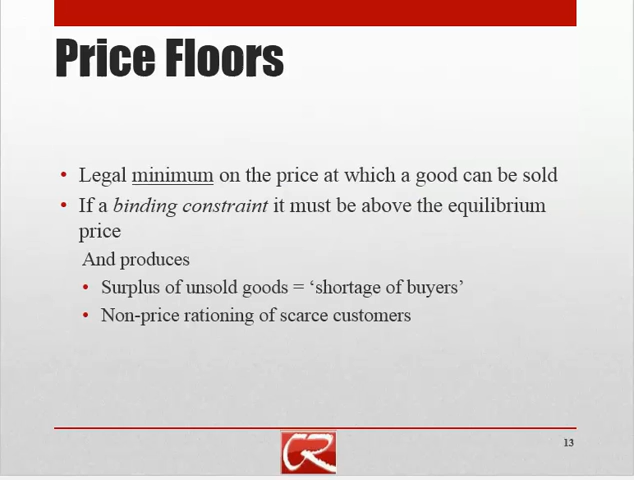 Price Floors
• Legal minimum on the price at which a good can be sold
• If a binding constraint it must be above the equilibrium
price
And produces
• Surplus of unsold goods = ‘shortage of buyers’
• Non-price rationing of scarce customers
13